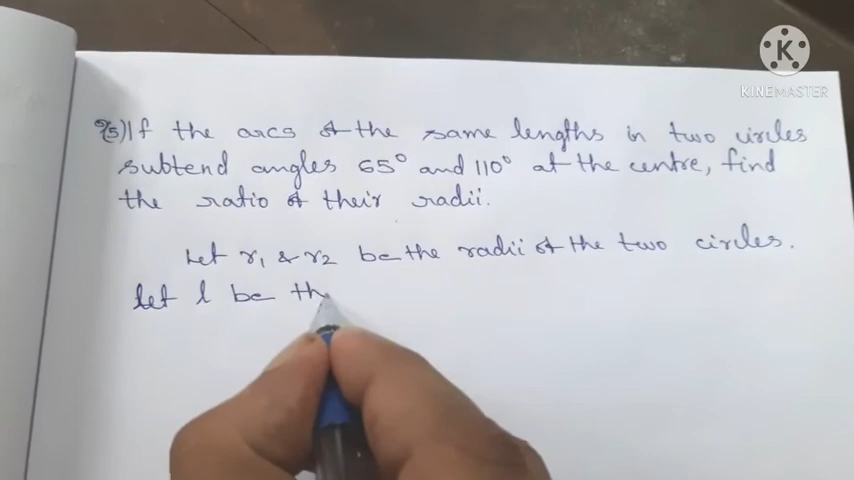 KINEMASTER
Q5) If the arcs of the same lengths in two circles
subtend angles 65° and 110° at the centre, find
the ratio of their radii.
Let r1 & r2 be the radii of the two circles.
let l be th